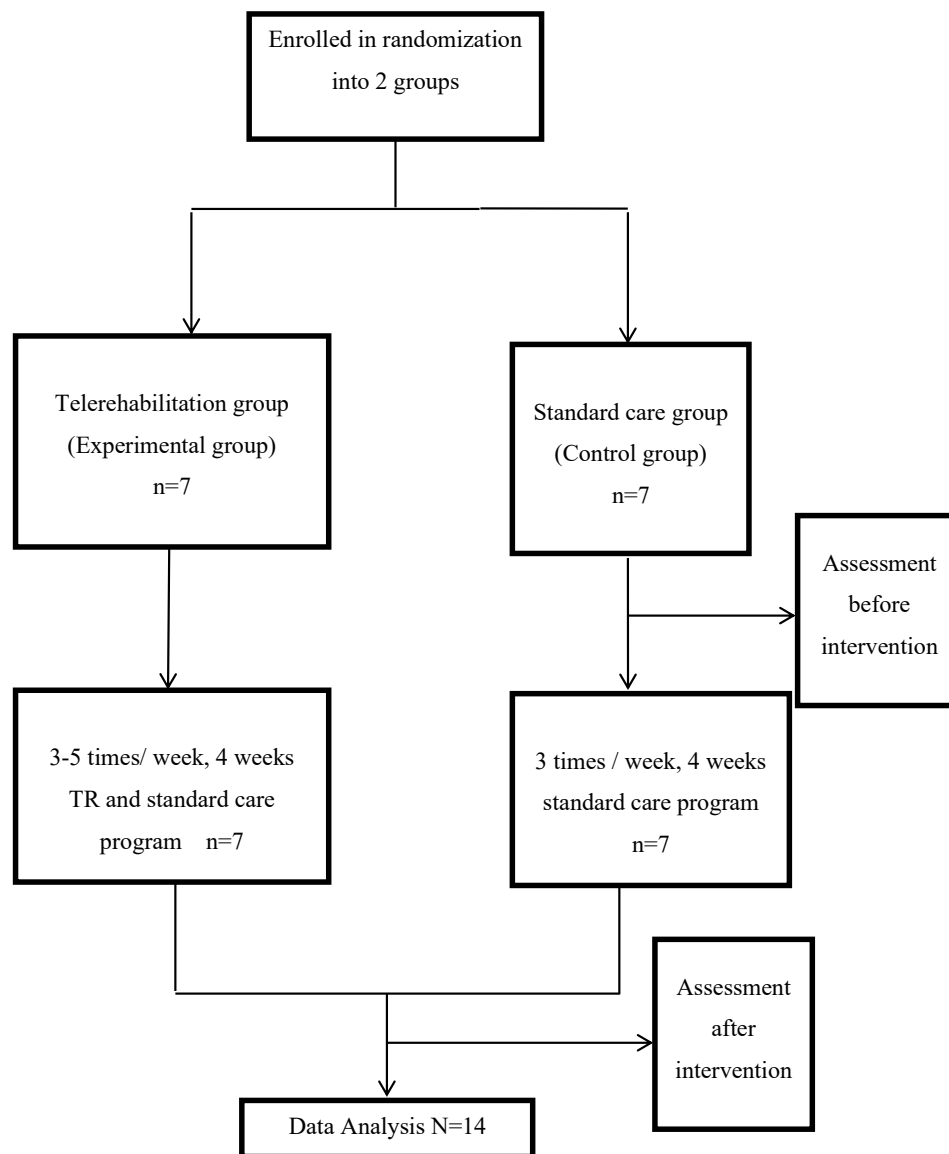 Enrolled in randomization
into 2 groups
Telerehabilitation group
(Experimental group)
n=7
Standard care group
(Control group)
n=7
Assessment
before
intervention
3-5 times/ week, 4 weeks
TR and standard care
program n=7
3 times / week, 4 weeks
standard care program
n=7
Assessment
after
intervention
Data Analysis N=14